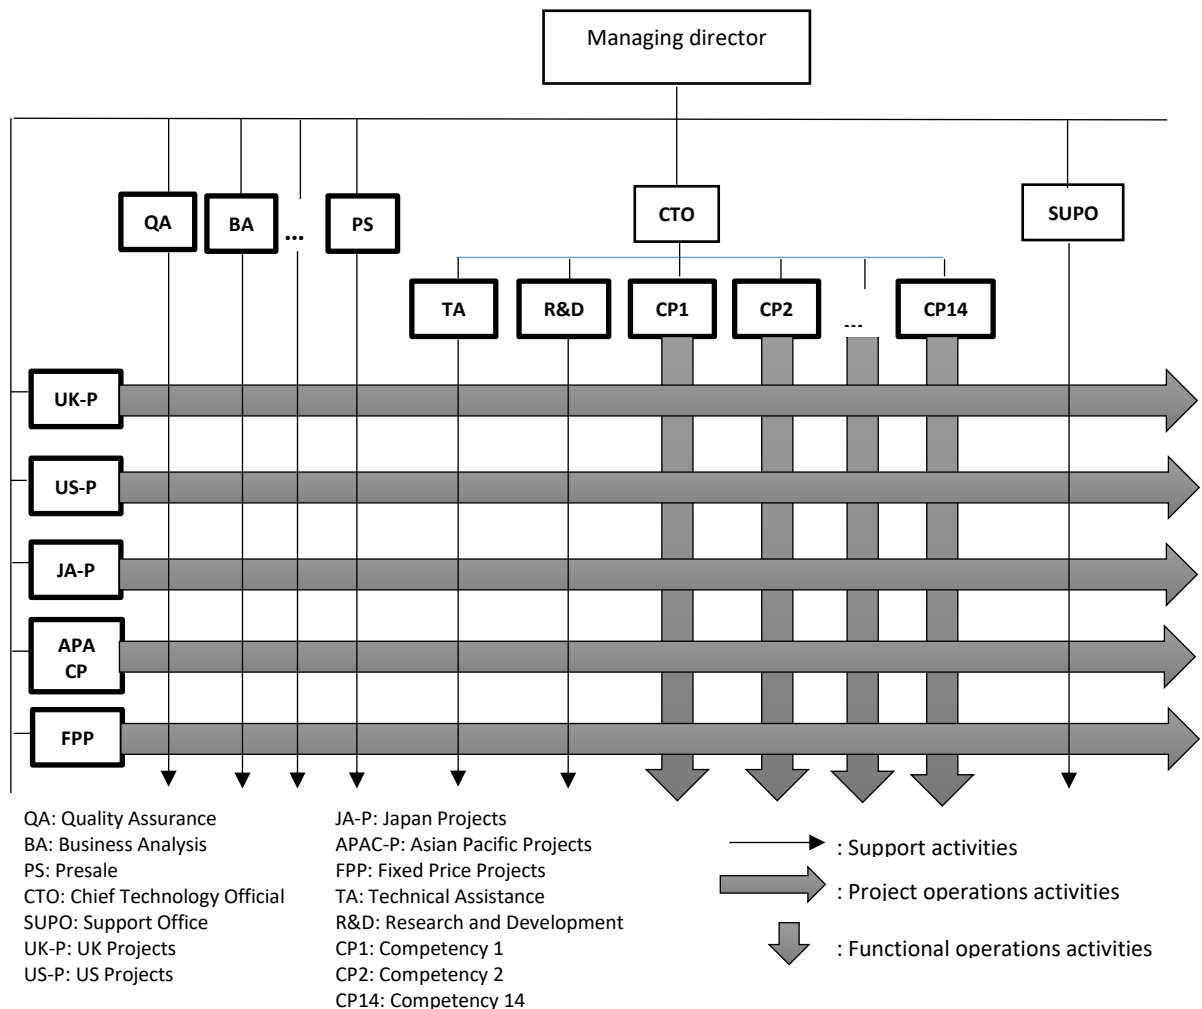 Managing director
QA
BA
...
PS
CTO
SUPO
TA
R&D
CP1
CP2
...
CP14
UK-P
US-P
JA-P
APA
CP
FPP
QA: Quality Assurance
BA: Business Analysis
PS: Presale
CTO: Chief Technology Official
SUPO: Support Office
UK-P: UK Projects
US-P: US Projects
JA-P: Japan Projects
APAC-P: Asian Pacific Projects
FPP: Fixed Price Projects
TA: Technical Assistance
R&D: Research and Development
CP1: Competency 1
CP2: Competency 2
CP14: Competency 14
: Support activities
: Project operations activities
: Functional operations activities